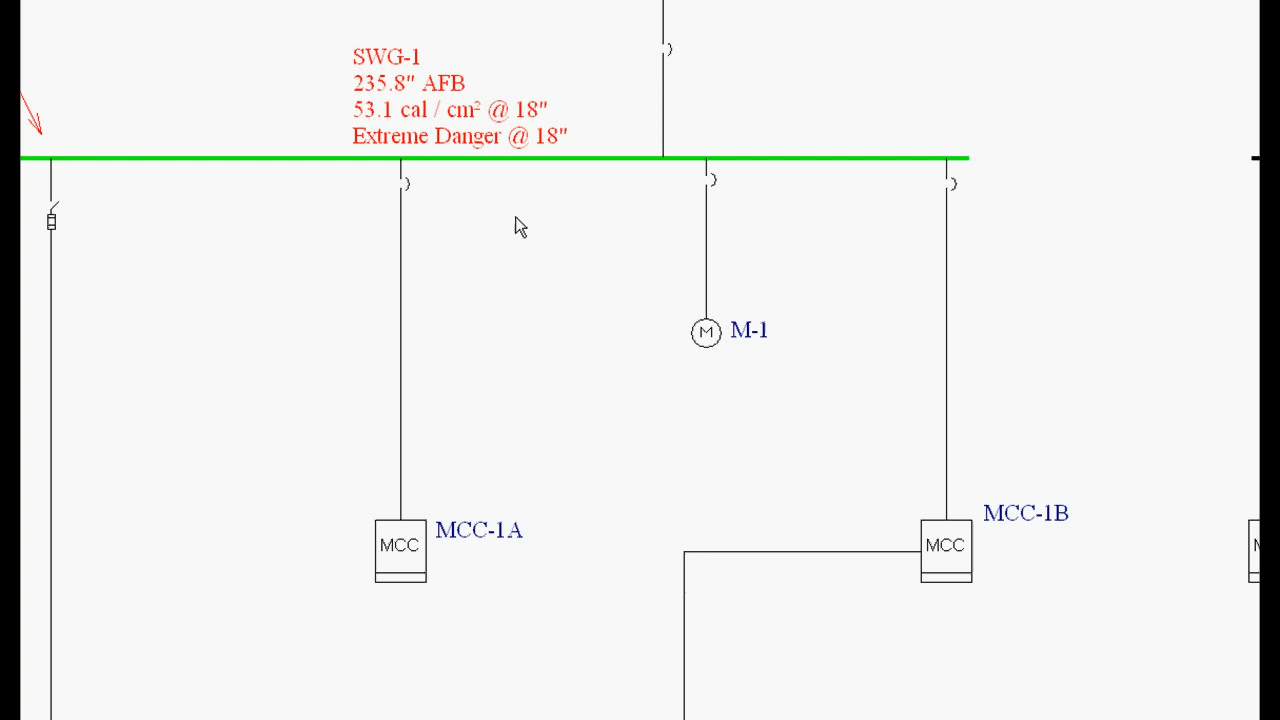 SWG-1
235.8" AFB
53.1 cal / cm² @ 18"
Extreme Danger @ 18"
M M-1
MCC-1B
MCC MCC-1A
MCC